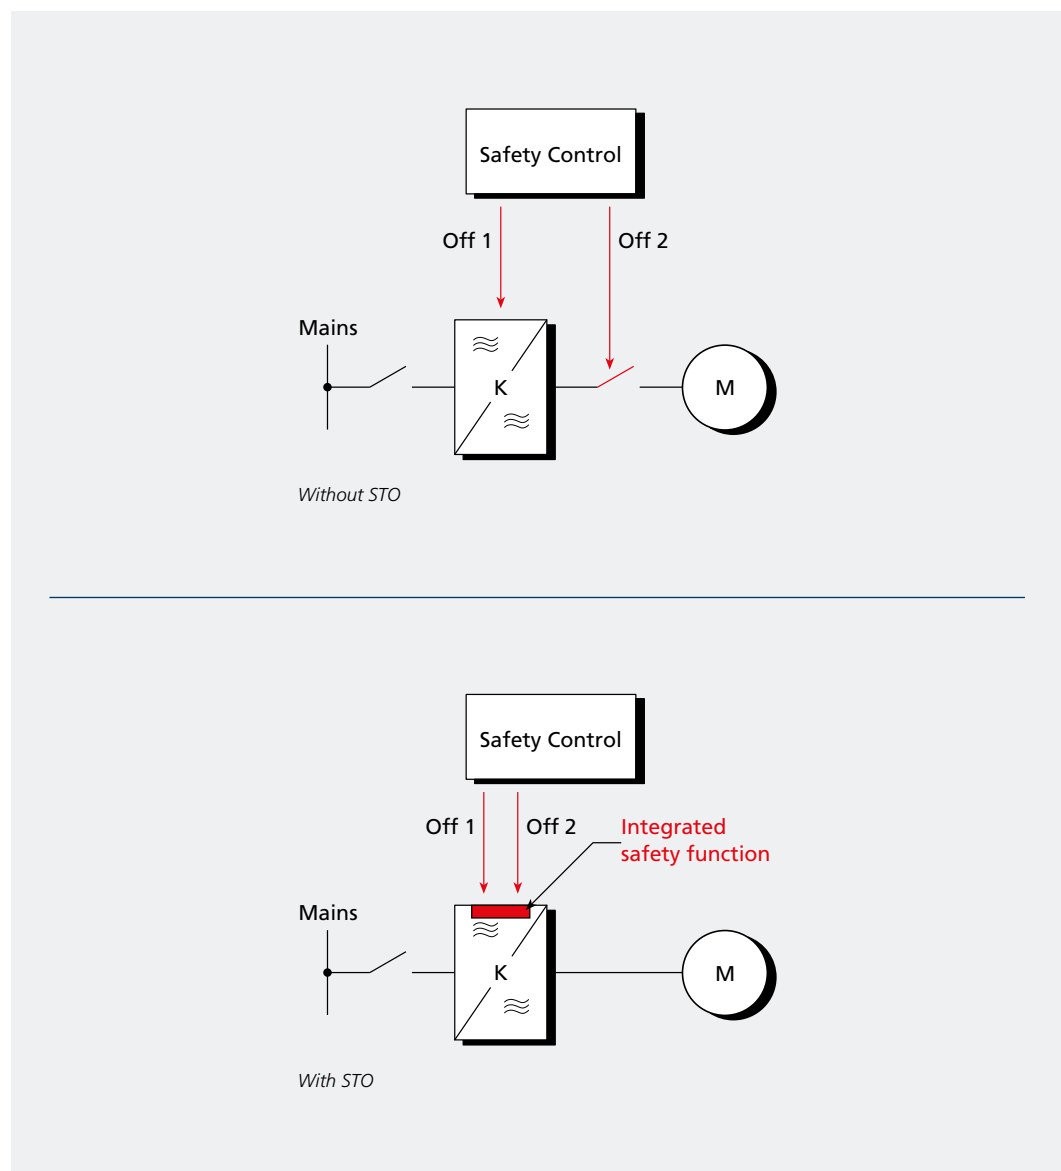 Safety Control
Off 1
Off 2
Mains
K
M
Without STO
Safety Control
Off 1
Off 2
Integrated
safety function
Mains
K
M
With STO